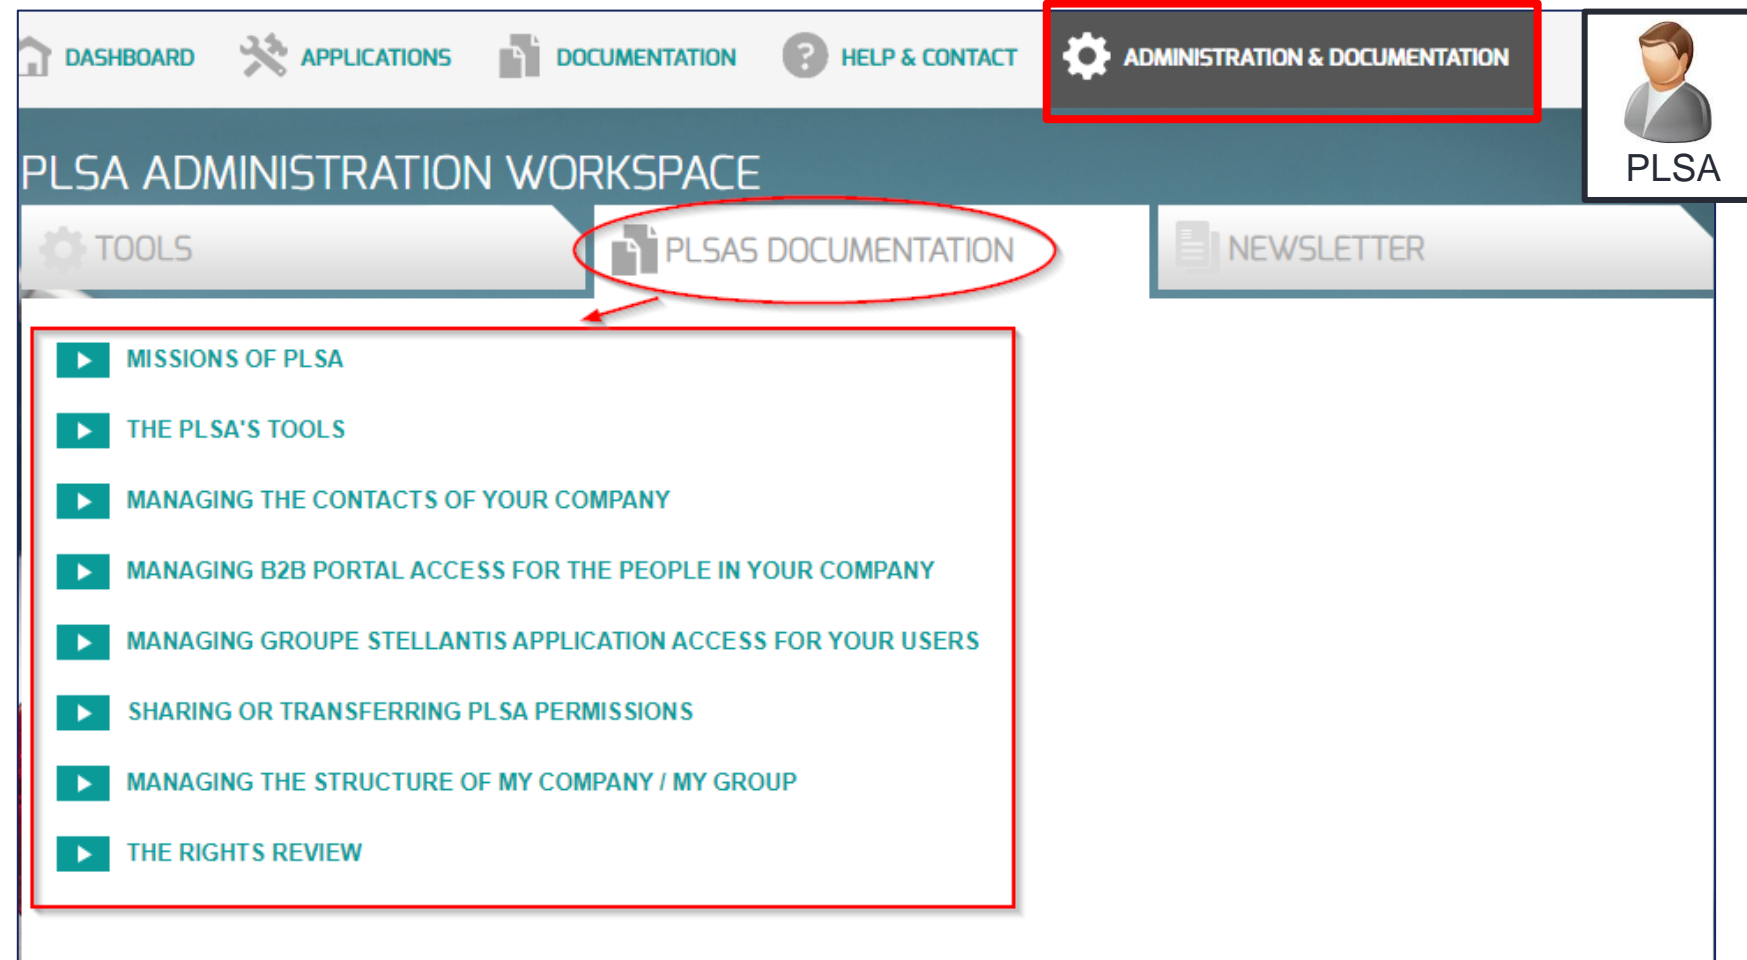 DASHBOARD
APPLICATIONS
DOCUMENTATION
? HELP & CONTACT
ADMINISTRATION & DOCUMENTATION
PLSA
PLSA ADMINISTRATION WORKSPACE
TOOLS
PLSAS DOCUMENTATION
NEWSLETTER
MISSIONS OF PLSA
THE PLSA'S TOOLS
MANAGING THE CONTACTS OF YOUR COMPANY
MANAGING B2B PORTAL ACCESS FOR THE PEOPLE IN YOUR COMPANY
MANAGING GROUPE STELLANTIS APPLICATION ACCESS FOR YOUR USERS
SHARING OR TRANSFERRING PLSA PERMISSIONS
MANAGING THE STRUCTURE OF MY COMPANY / MY GROUP
THE RIGHTS REVIEW